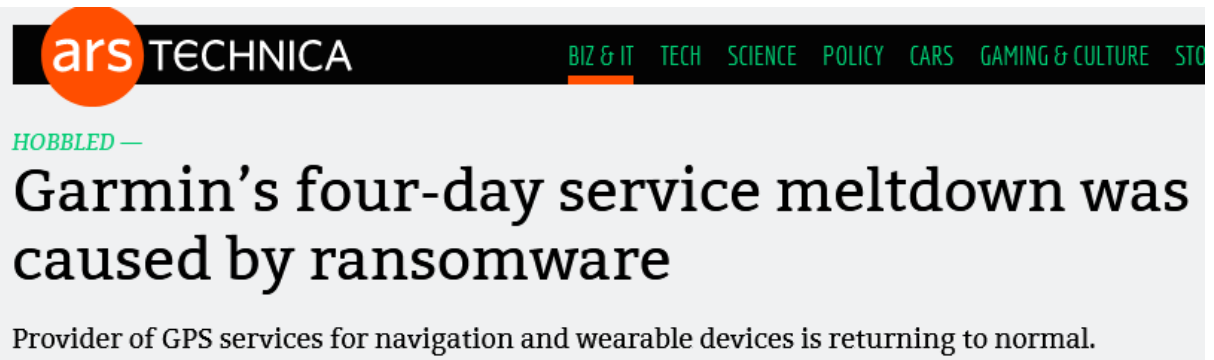 ars TECHNICA
BIZ & IT TECH SCIENCE POLICY CARS GAMING & CULTURE STO
HOBBLED —
Garmin’s four-day service meltdown was
caused by ransomware
Provider of GPS services for navigation and wearable devices is returning to normal.